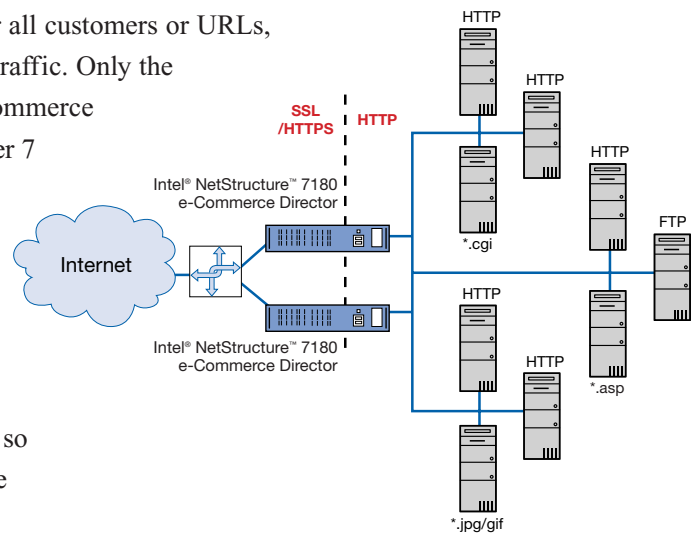 r all customers or URLs,
raffic. Only the
ommerce
er 7
so
e
SSL
/HTTPS
HTTP
Intel® NetStructure™ 7180
e-Commerce Director
Internet
Intel® NetStructure™ 7180
e-Commerce Director
HTTP
HTTP
*.cgi
HTTP
FTP
*.asp
HTTP
HTTP
*.jpg/gif